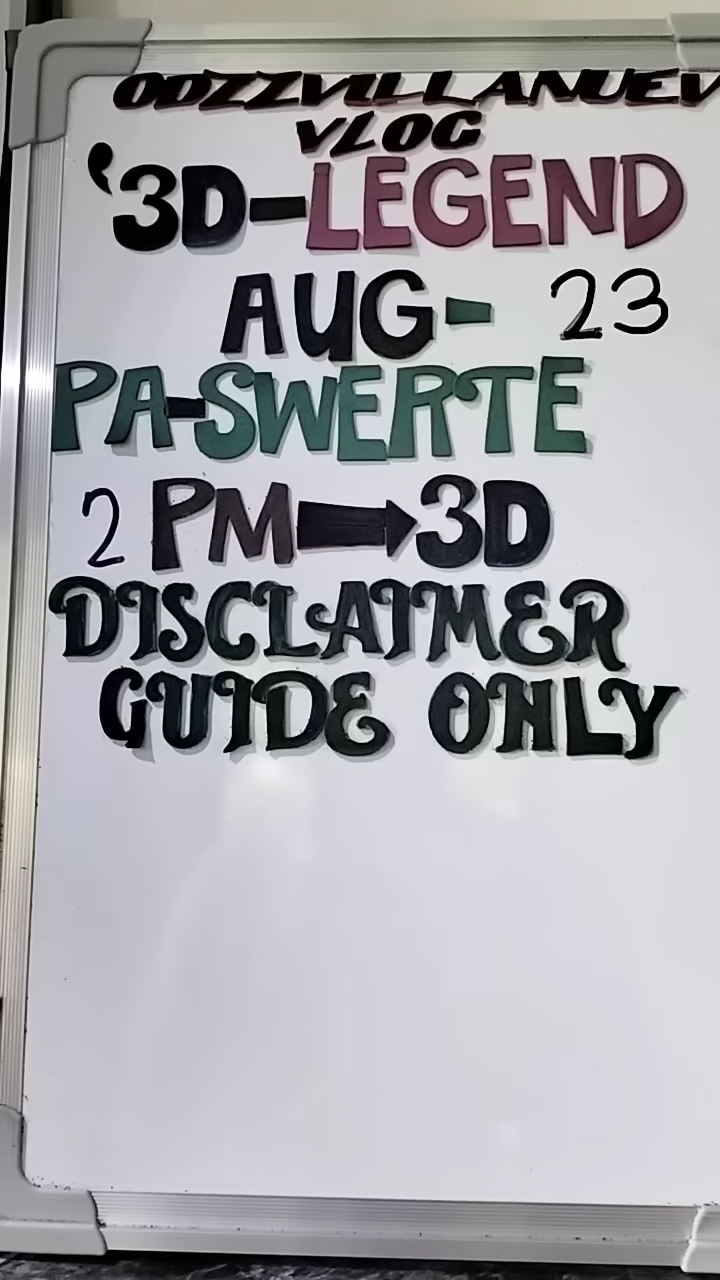 ODZZVILLANUEV
VLOG
'3D-LEGEND
AUG- 23
PA-SWERTE
2 PM➡3D
DISCLAIMER
GUIDE ONLY